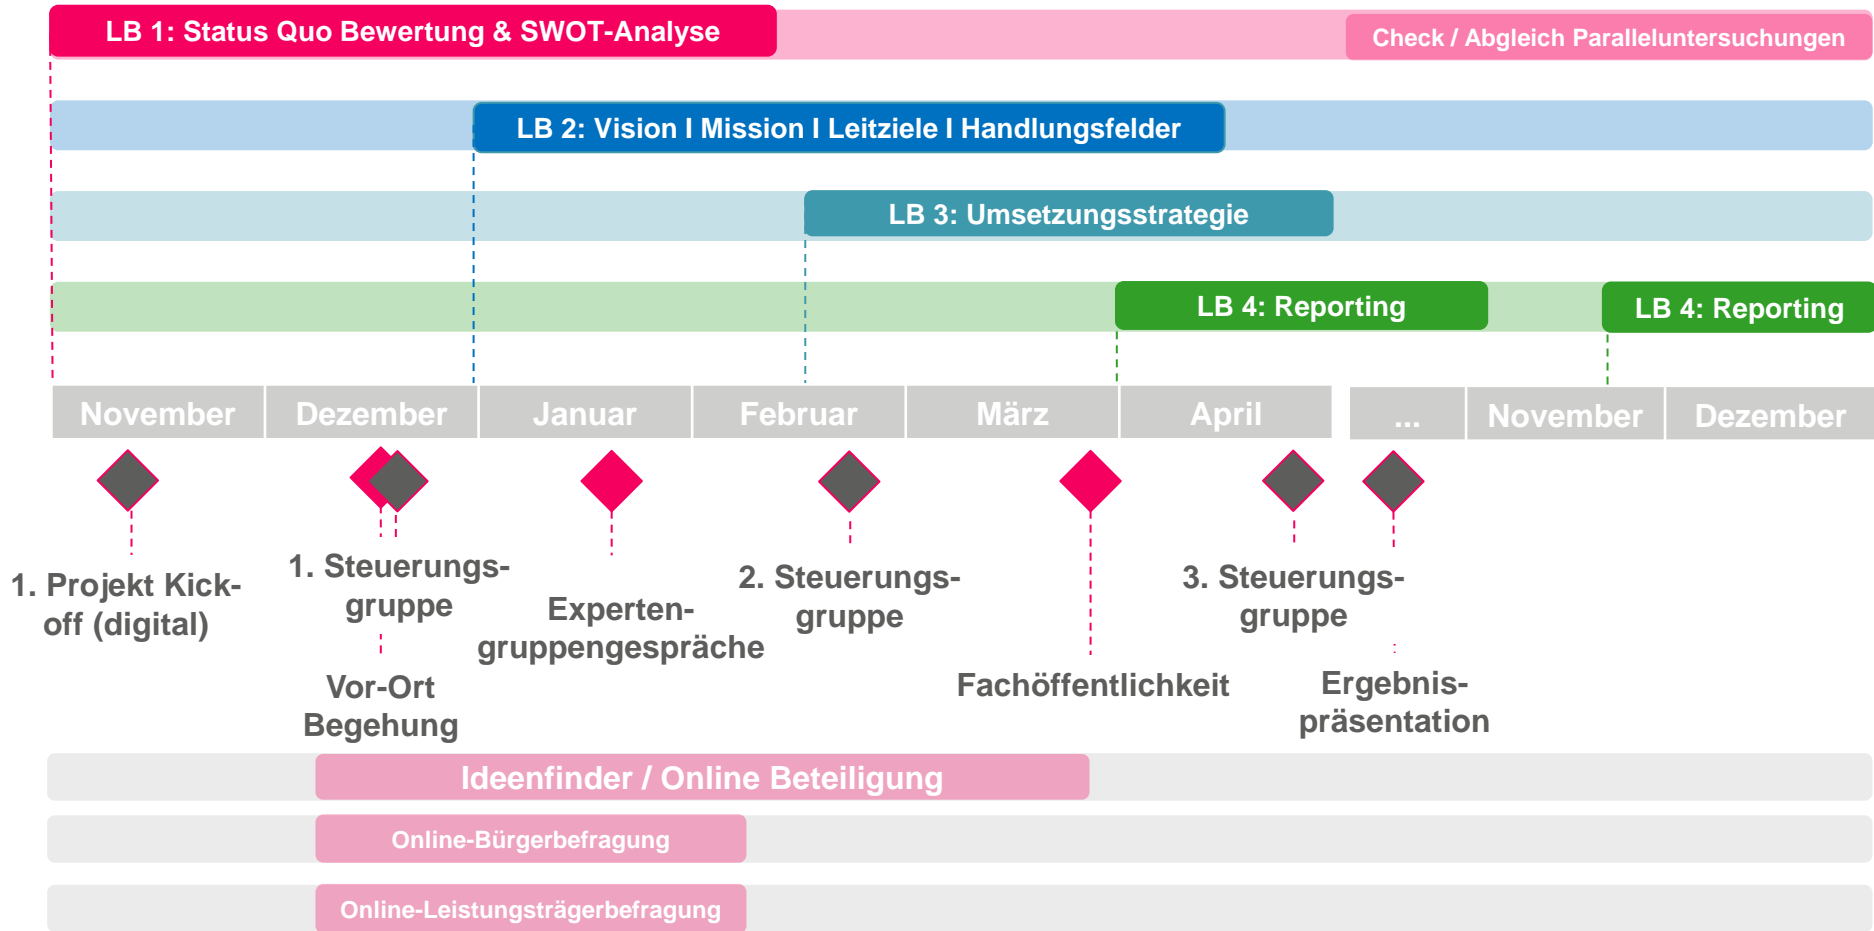 LB 1: Status Quo Bewertung & SWOT-Analyse
Check / Abgleich Paralleluntersuchungen
LB 2: Vision I Mission I Leitziele I Handlungsfelder
LB 3: Umsetzungsstrategie
LB 4: Reporting
LB 4: Reporting
November
Dezember
Januar
Februar
März
April
...
November
Dezember
1. Projekt Kick-
off (digital)
1. Steuerungs-
gruppe
Vor-Ort
Begehung
Experten-
gruppengespräche
2. Steuerungs-
gruppe
Fachöffentlichkeit
3. Steuerungs-
gruppe
Ergebnis-
präsentation
Ideenfinder / Online Beteiligung
Online-Bürgerbefragung
Online-Leistungsträgerbefragung